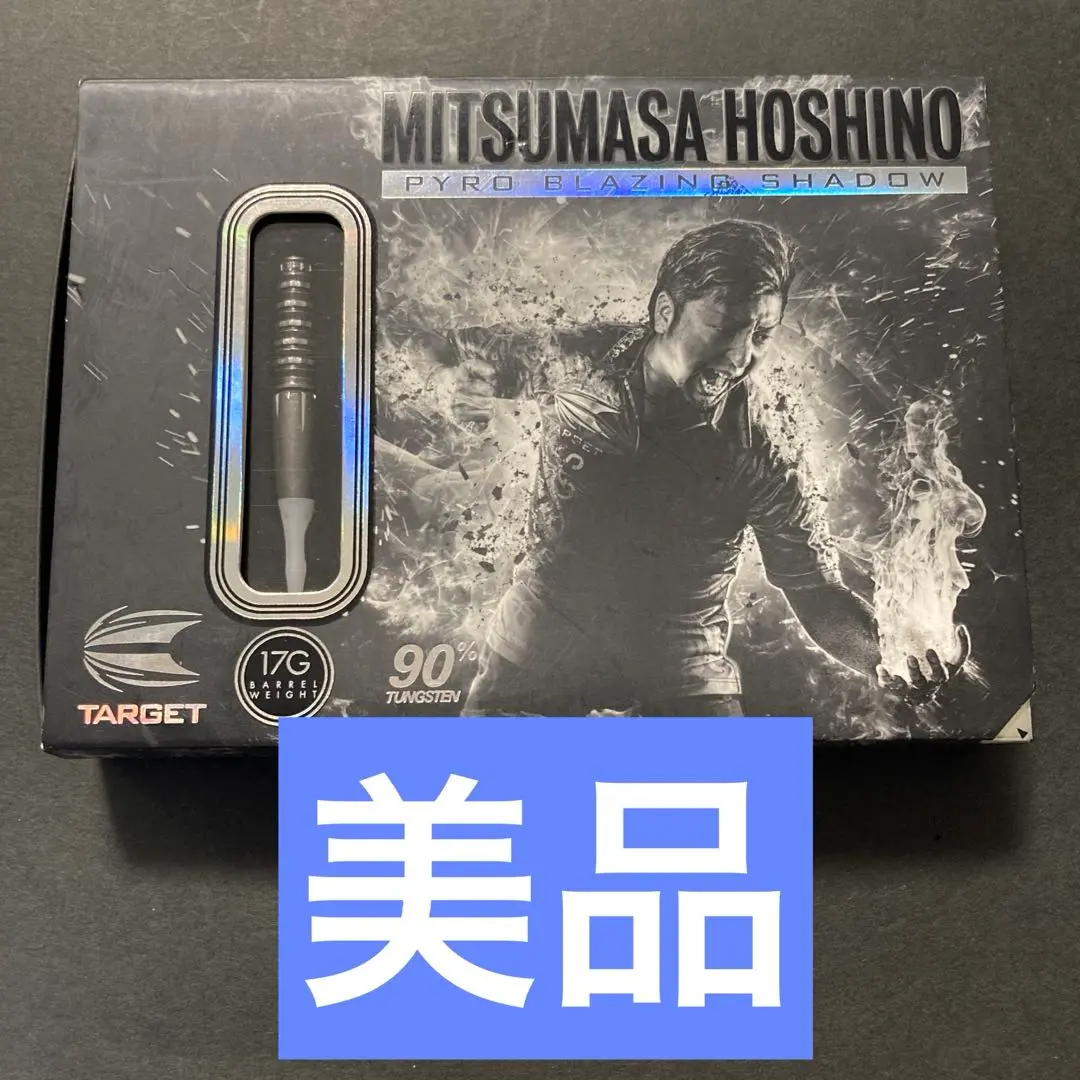 MITSUMASA HOSHINO
PYRO BLAZING SHADOW
TARGET
17G
BARREL
WEIGHT
90%
TUNGSTEN
美品